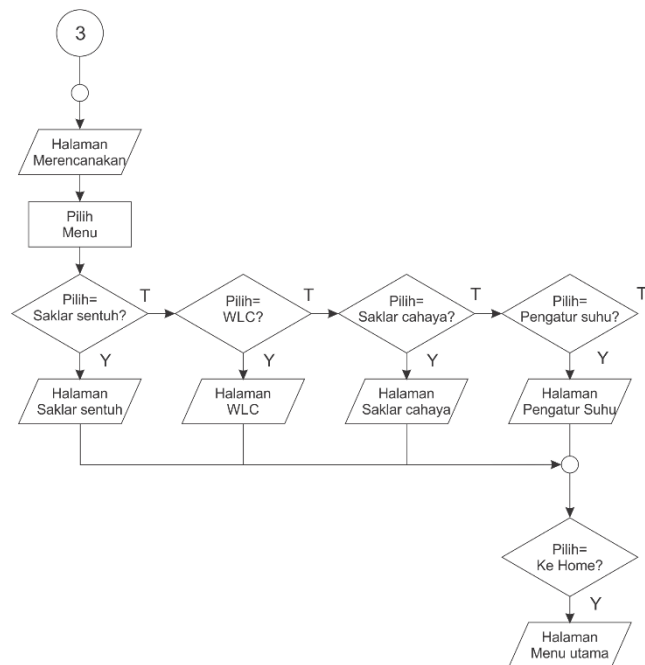 3
Halaman
Merencanakan
Pilih
Menu
Pilih=
Saklar sentuh?
T
Pilih=
WLC?
T
Pilih=
Saklar cahaya?
T
Pilih=
Pengatur suhu?
T
Y
Y
Y
Y
Halaman
Saklar sentuh
Halaman
WLC
Halaman
Saklar cahaya
Halaman
Pengatur Suhu
Pilih=
Ke Home?
Y
Halaman
Menu utama